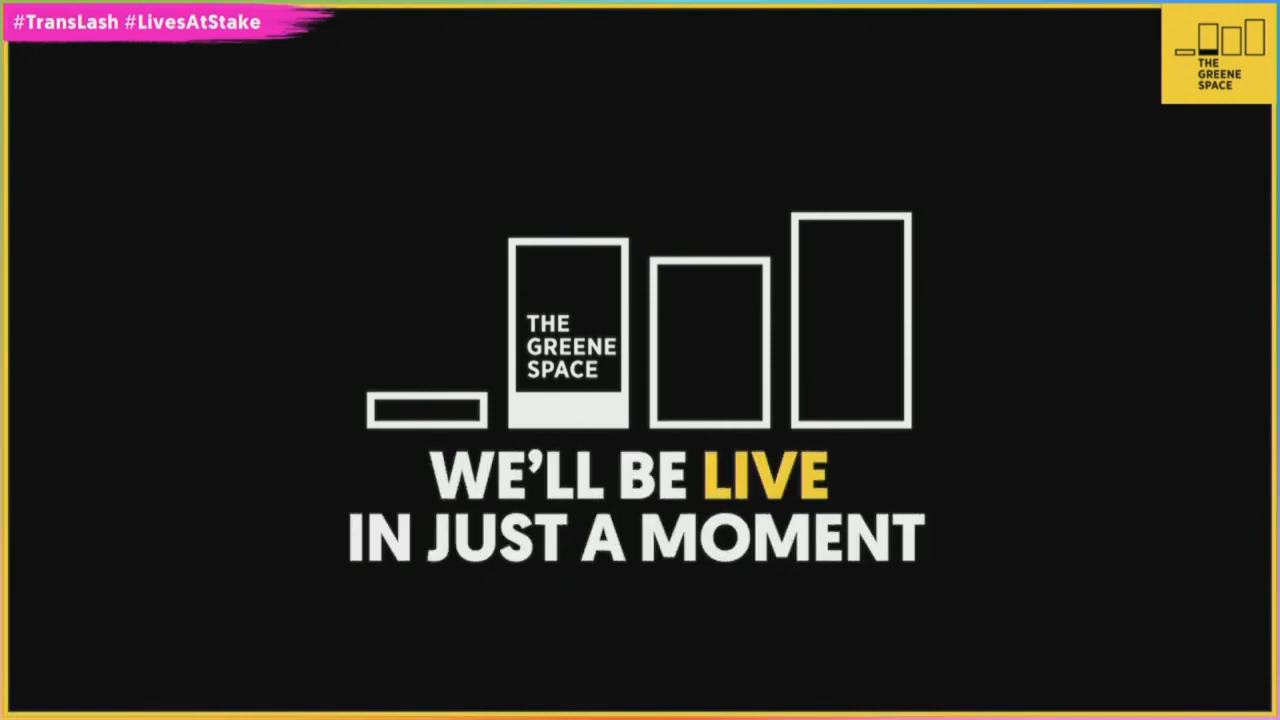 #TransLash #LivesAtStake
THE
GREENE
SPACE
THE
GREENE
SPACE
WE’LL BE LIVE
IN JUST A MOMENT